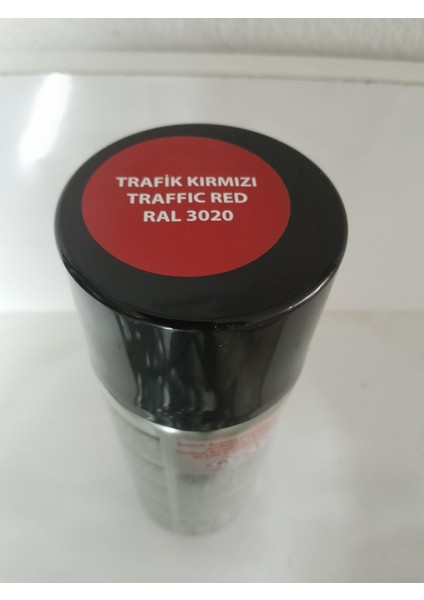 TRAFİK KIRMIZI
TRAFFIC RED
RAL 3020